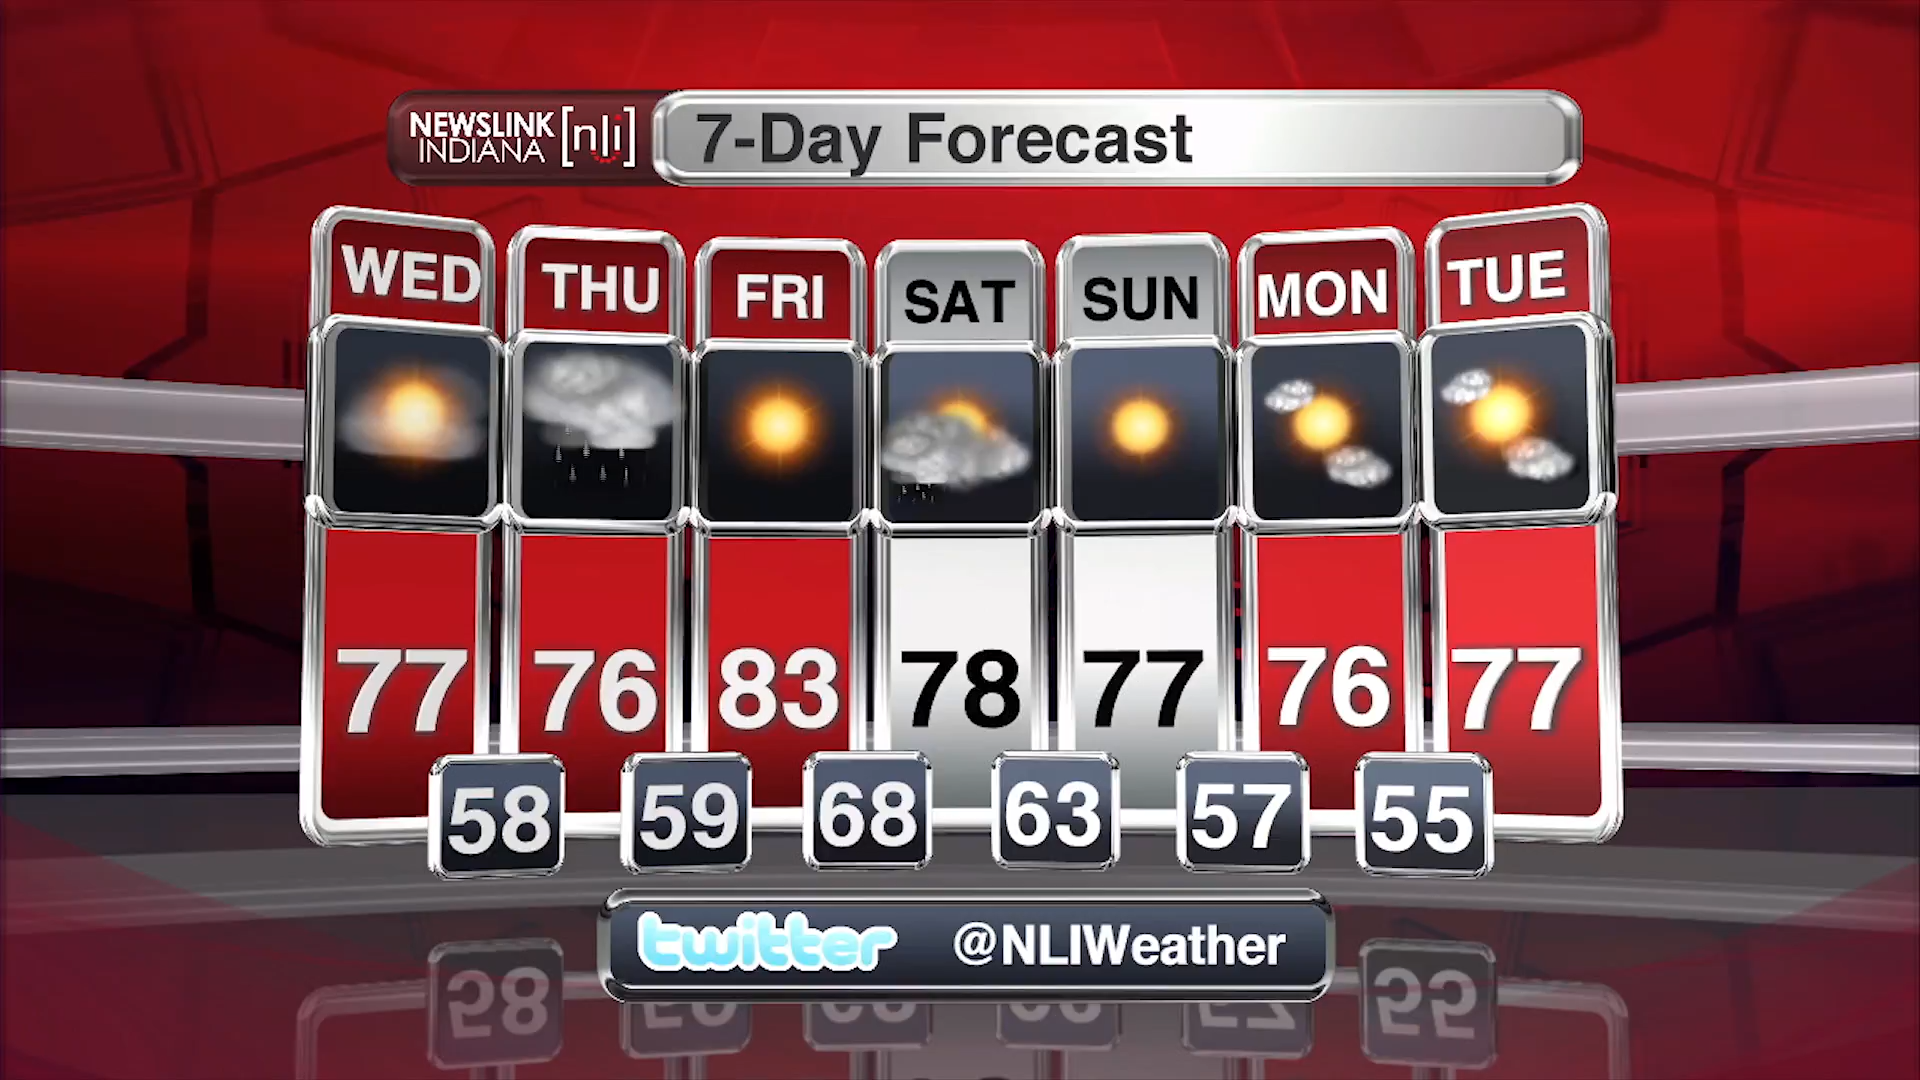 NEWSLINK
INDIANA
[nli]
7-Day Forecast
WED THU FRI SAT SUN MON TUE
77 76 83 78 77 76 77
58 59 68 63 57 55
twitter @NLIWeather